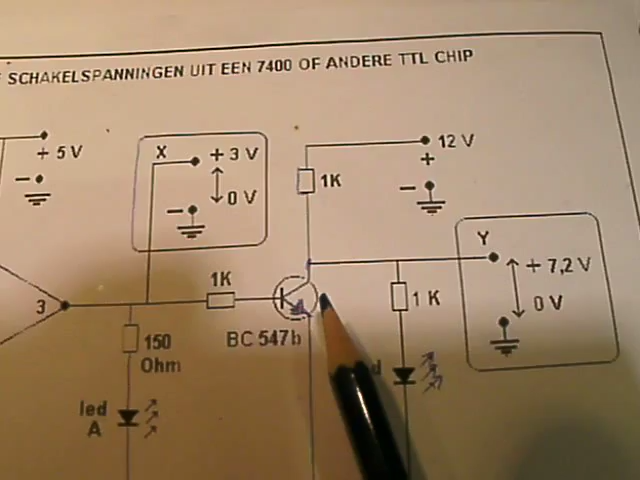 SCHAKELSPANNINGEN UIT EEN 7400 OF ANDERE TTL CHIP
+ 5 V
–
X
+ 3 V
0 V
–
12 V
+
–
1K
Y
+ 7,2 V
0 V
1K
1 K
3
BC 547b
150
Ohm
led
A
d